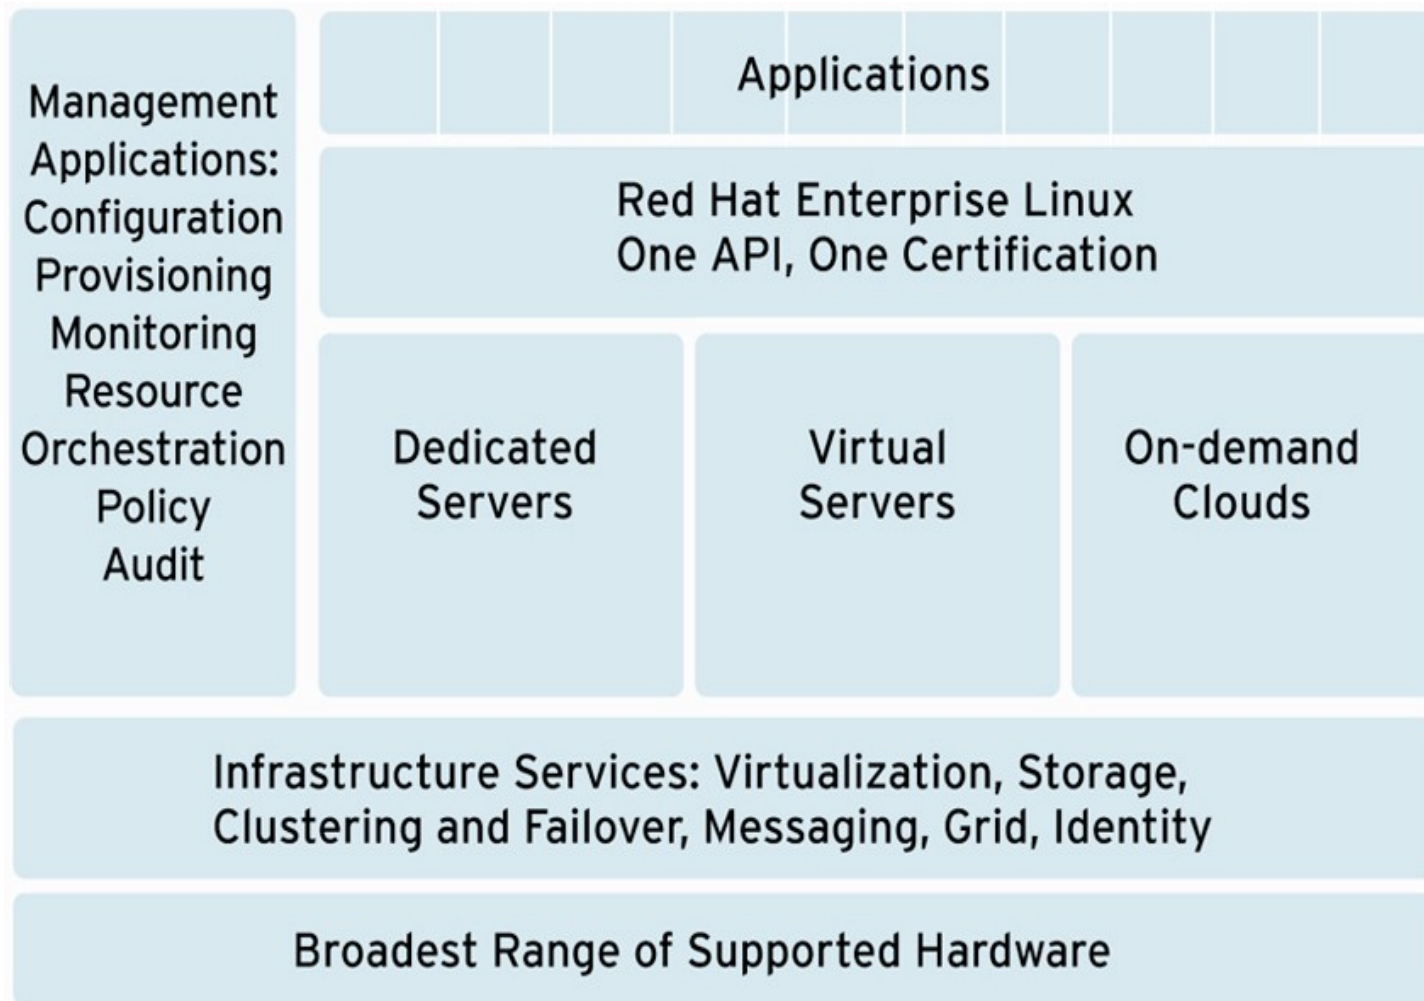 Management
Applications:
Configuration
Provisioning
Monitoring
Resource
Orchestration
Policy
Audit
Applications
Red Hat Enterprise Linux
One API, One Certification
Dedicated
Servers
Virtual
Servers
On-demand
Clouds
Infrastructure Services: Virtualization, Storage,
Clustering and Failover, Messaging, Grid, Identity
Broadest Range of Supported Hardware